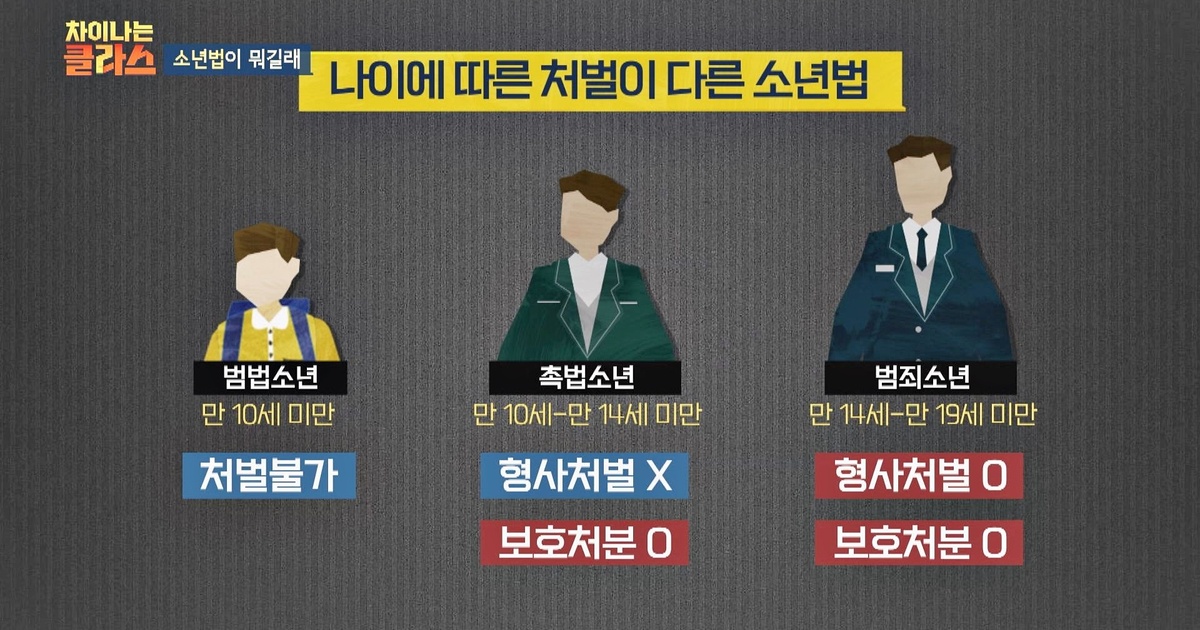 차이나는
클라스
소년법이 뭐길래
나이에 따른 처벌이 다른 소년법
범법소년
만 10세 미만
처벌불가
촉법소년
만 10세-만 14세 미만
형사처벌 X
보호처분 O
범죄소년
만 14세-만 19세 미만
형사처벌 O
보호처분 O